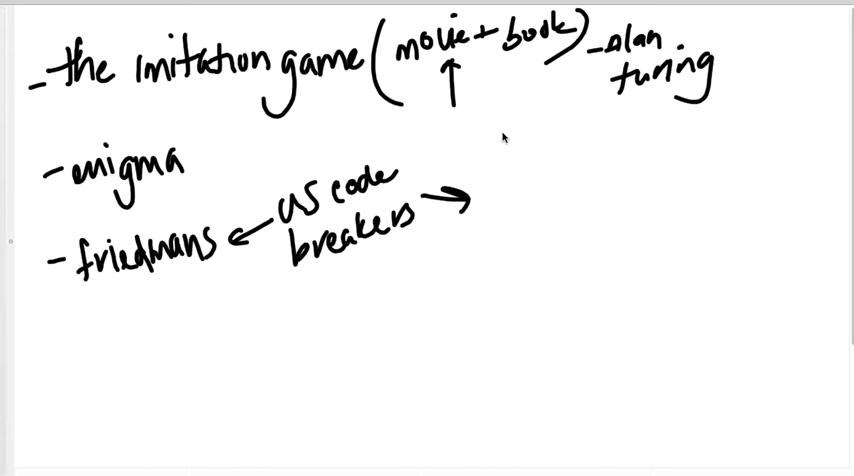 - the imitation game (movie + book) - alan
turing
- enigma
US code
breakers
- friedmans